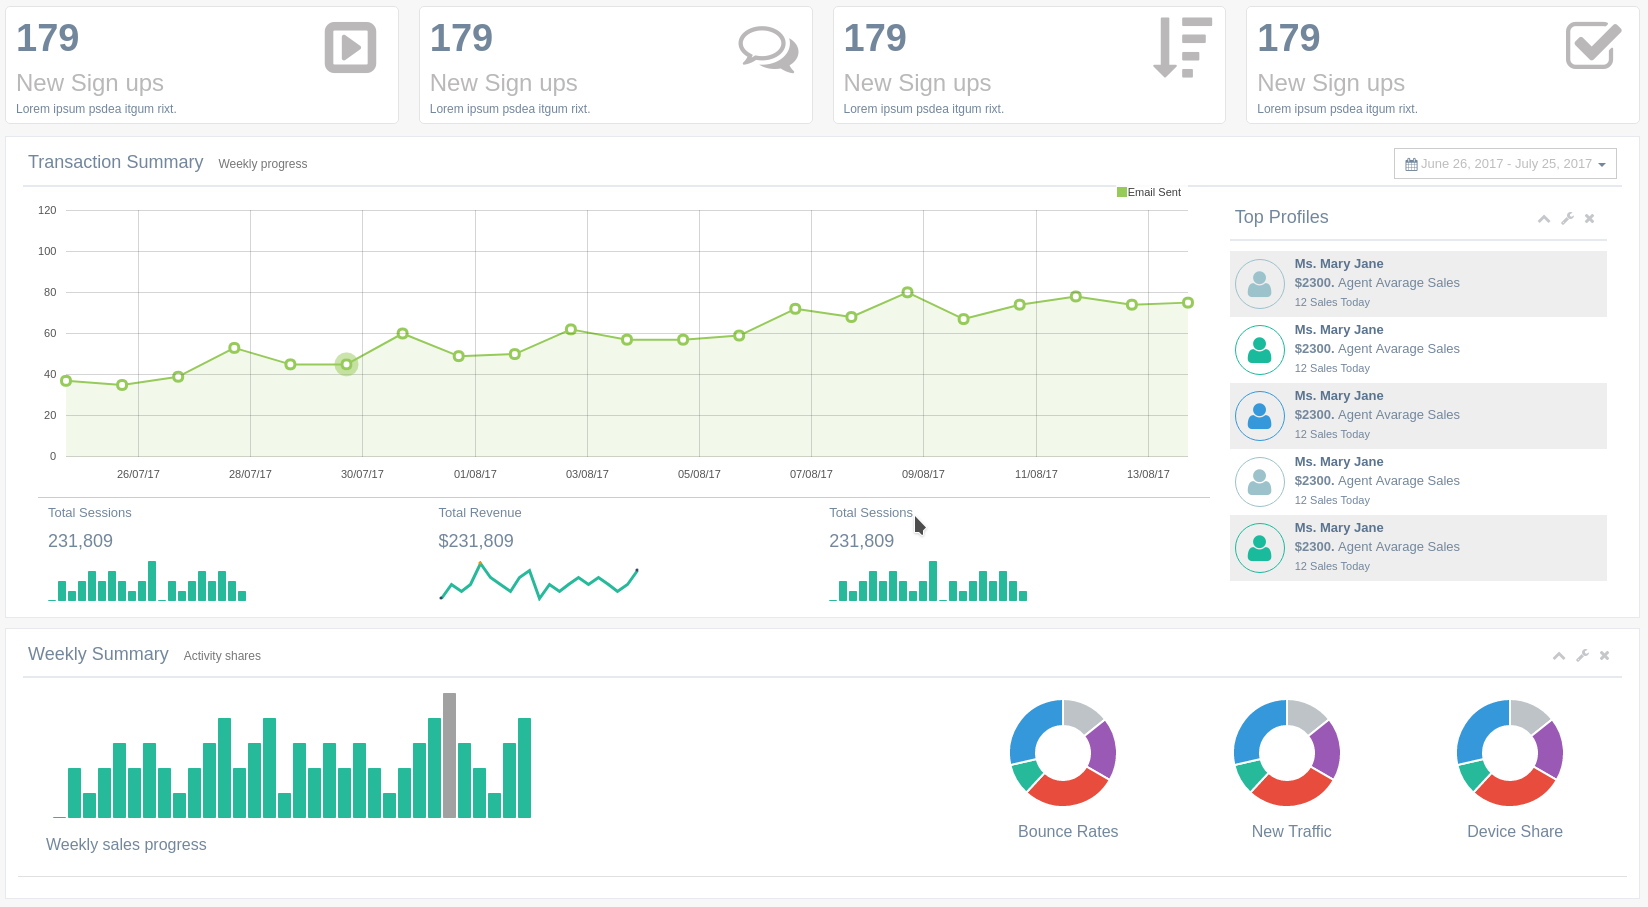 179
New Sign ups
Lorem ipsum psdea itgum rixt.
179
New Sign ups
Lorem ipsum psdea itgum rixt.
179
New Sign ups
Lorem ipsum psdea itgum rixt.
179
New Sign ups
Lorem ipsum psdea itgum rixt.
Transaction Summary Weekly progress
June 26, 2017 - July 25, 2017
Email Sent
120
100
80
60
40
20
0
26/07/17 28/07/17 30/07/17 01/08/17 03/08/17 05/08/17 07/08/17 09/08/17 11/08/17 13/08/17
Total Sessions
231,809
Total Revenue
$231,809
Total Sessions
231,809
Top Profiles
Ms. Mary Jane
$2300. Agent Avarage Sales
12 Sales Today
Ms. Mary Jane
$2300. Agent Avarage Sales
12 Sales Today
Ms. Mary Jane
$2300. Agent Avarage Sales
12 Sales Today
Ms. Mary Jane
$2300. Agent Avarage Sales
12 Sales Today
Ms. Mary Jane
$2300. Agent Avarage Sales
12 Sales Today
Weekly Summary Activity shares
Weekly sales progress
Bounce Rates
New Traffic
Device Share